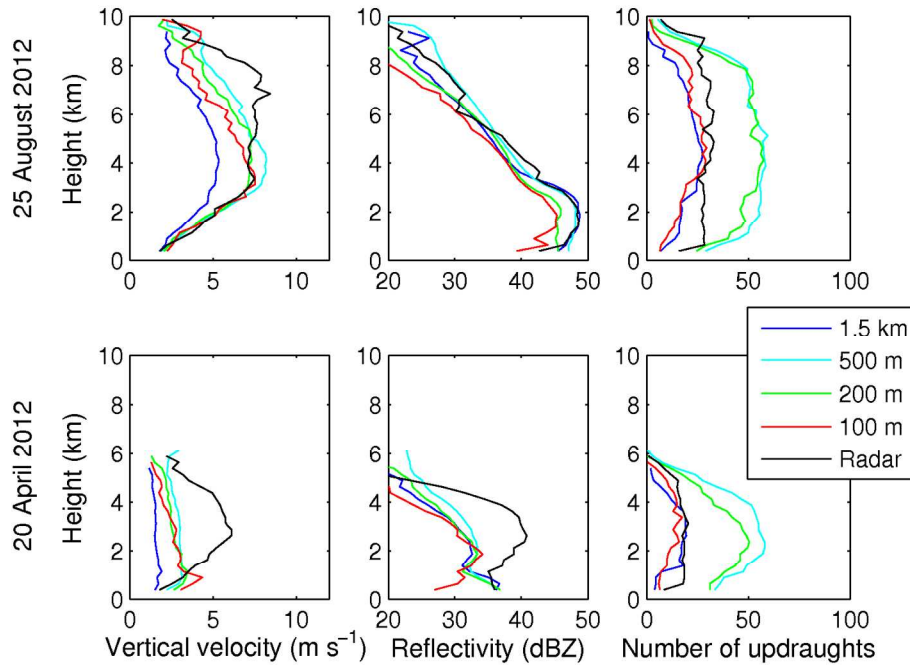 25 August 2012
Height (km)
10
8
6
4
2
0
0 5 10
10
8
6
4
2
0
20 30 40 50
10
8
6
4
2
0
0 50 100
1.5 km
500 m
200 m
100 m
Radar
20 April 2012
Height (km)
10
8
6
4
2
0
0 5 10
Vertical velocity (m s⁻¹)
10
8
6
4
2
0
20 30 40 50
Reflectivity (dBZ)
10
8
6
4
2
0
0 50 100
Number of updraughts